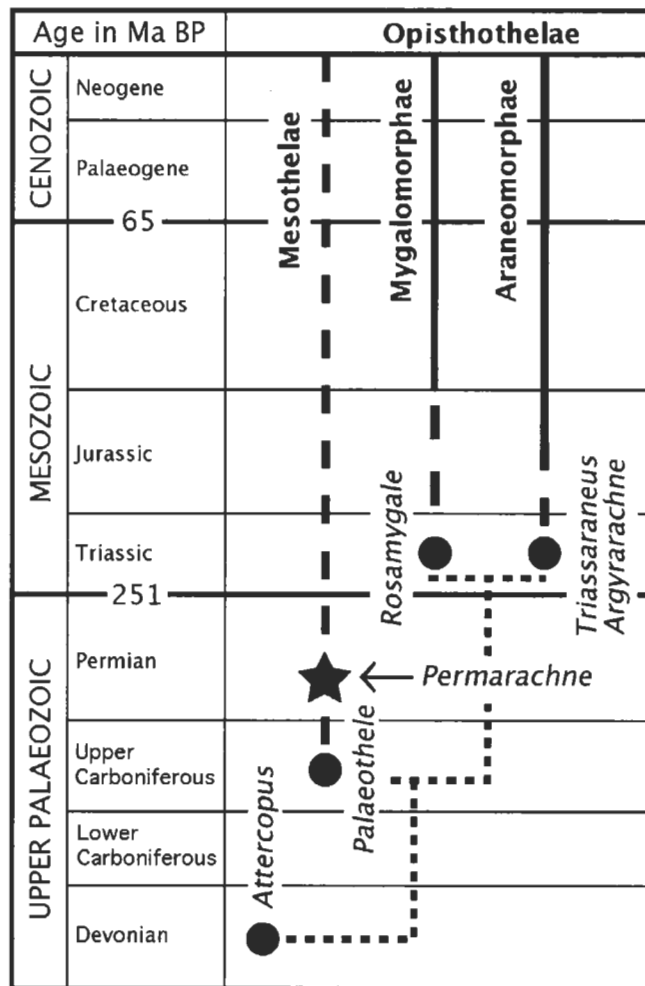 Age in Ma BP
Opisthothelae
CENOZOIC
Neogene
Palaeogene
65
Mesothelae
Mygalomorphae
Araneomorphae
MESOZOIC
Cretaceous
Jurassic
Triassic
251
Rosamygale
Triassaraneus
Argyrarachne
UPPER PALAEOZOIC
Permian
Permarachne
Upper
Carboniferous
Palaeothele
Attercopus
Lower
Carboniferous
Devonian